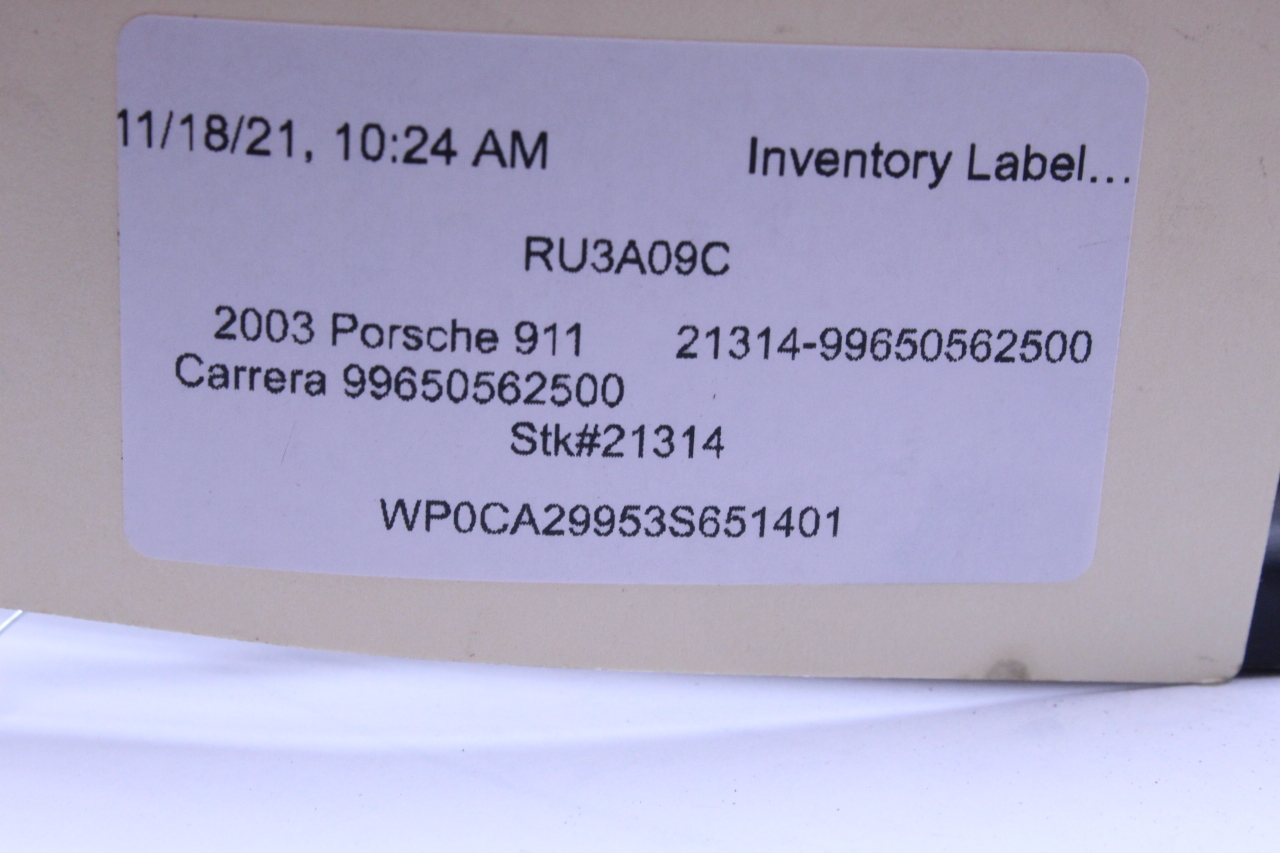 11/18/21, 10:24 AM Inventory Label...
RU3A09C
2003 Porsche 911 21314-99650562500
Carrera 99650562500
Stk#21314
WP0CA29953S651401